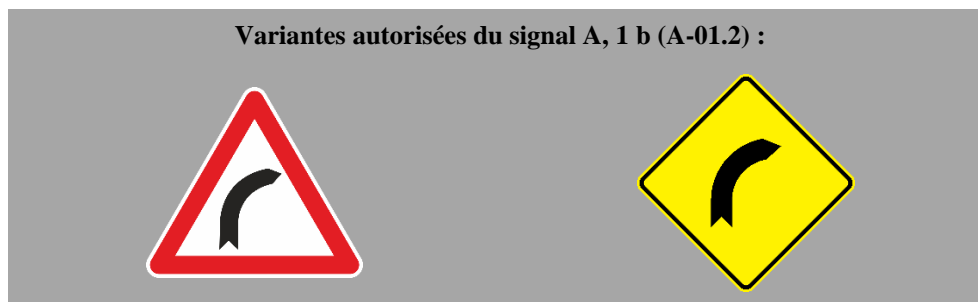 Variantes autorisées du signal A, 1 b (A-01.2) :